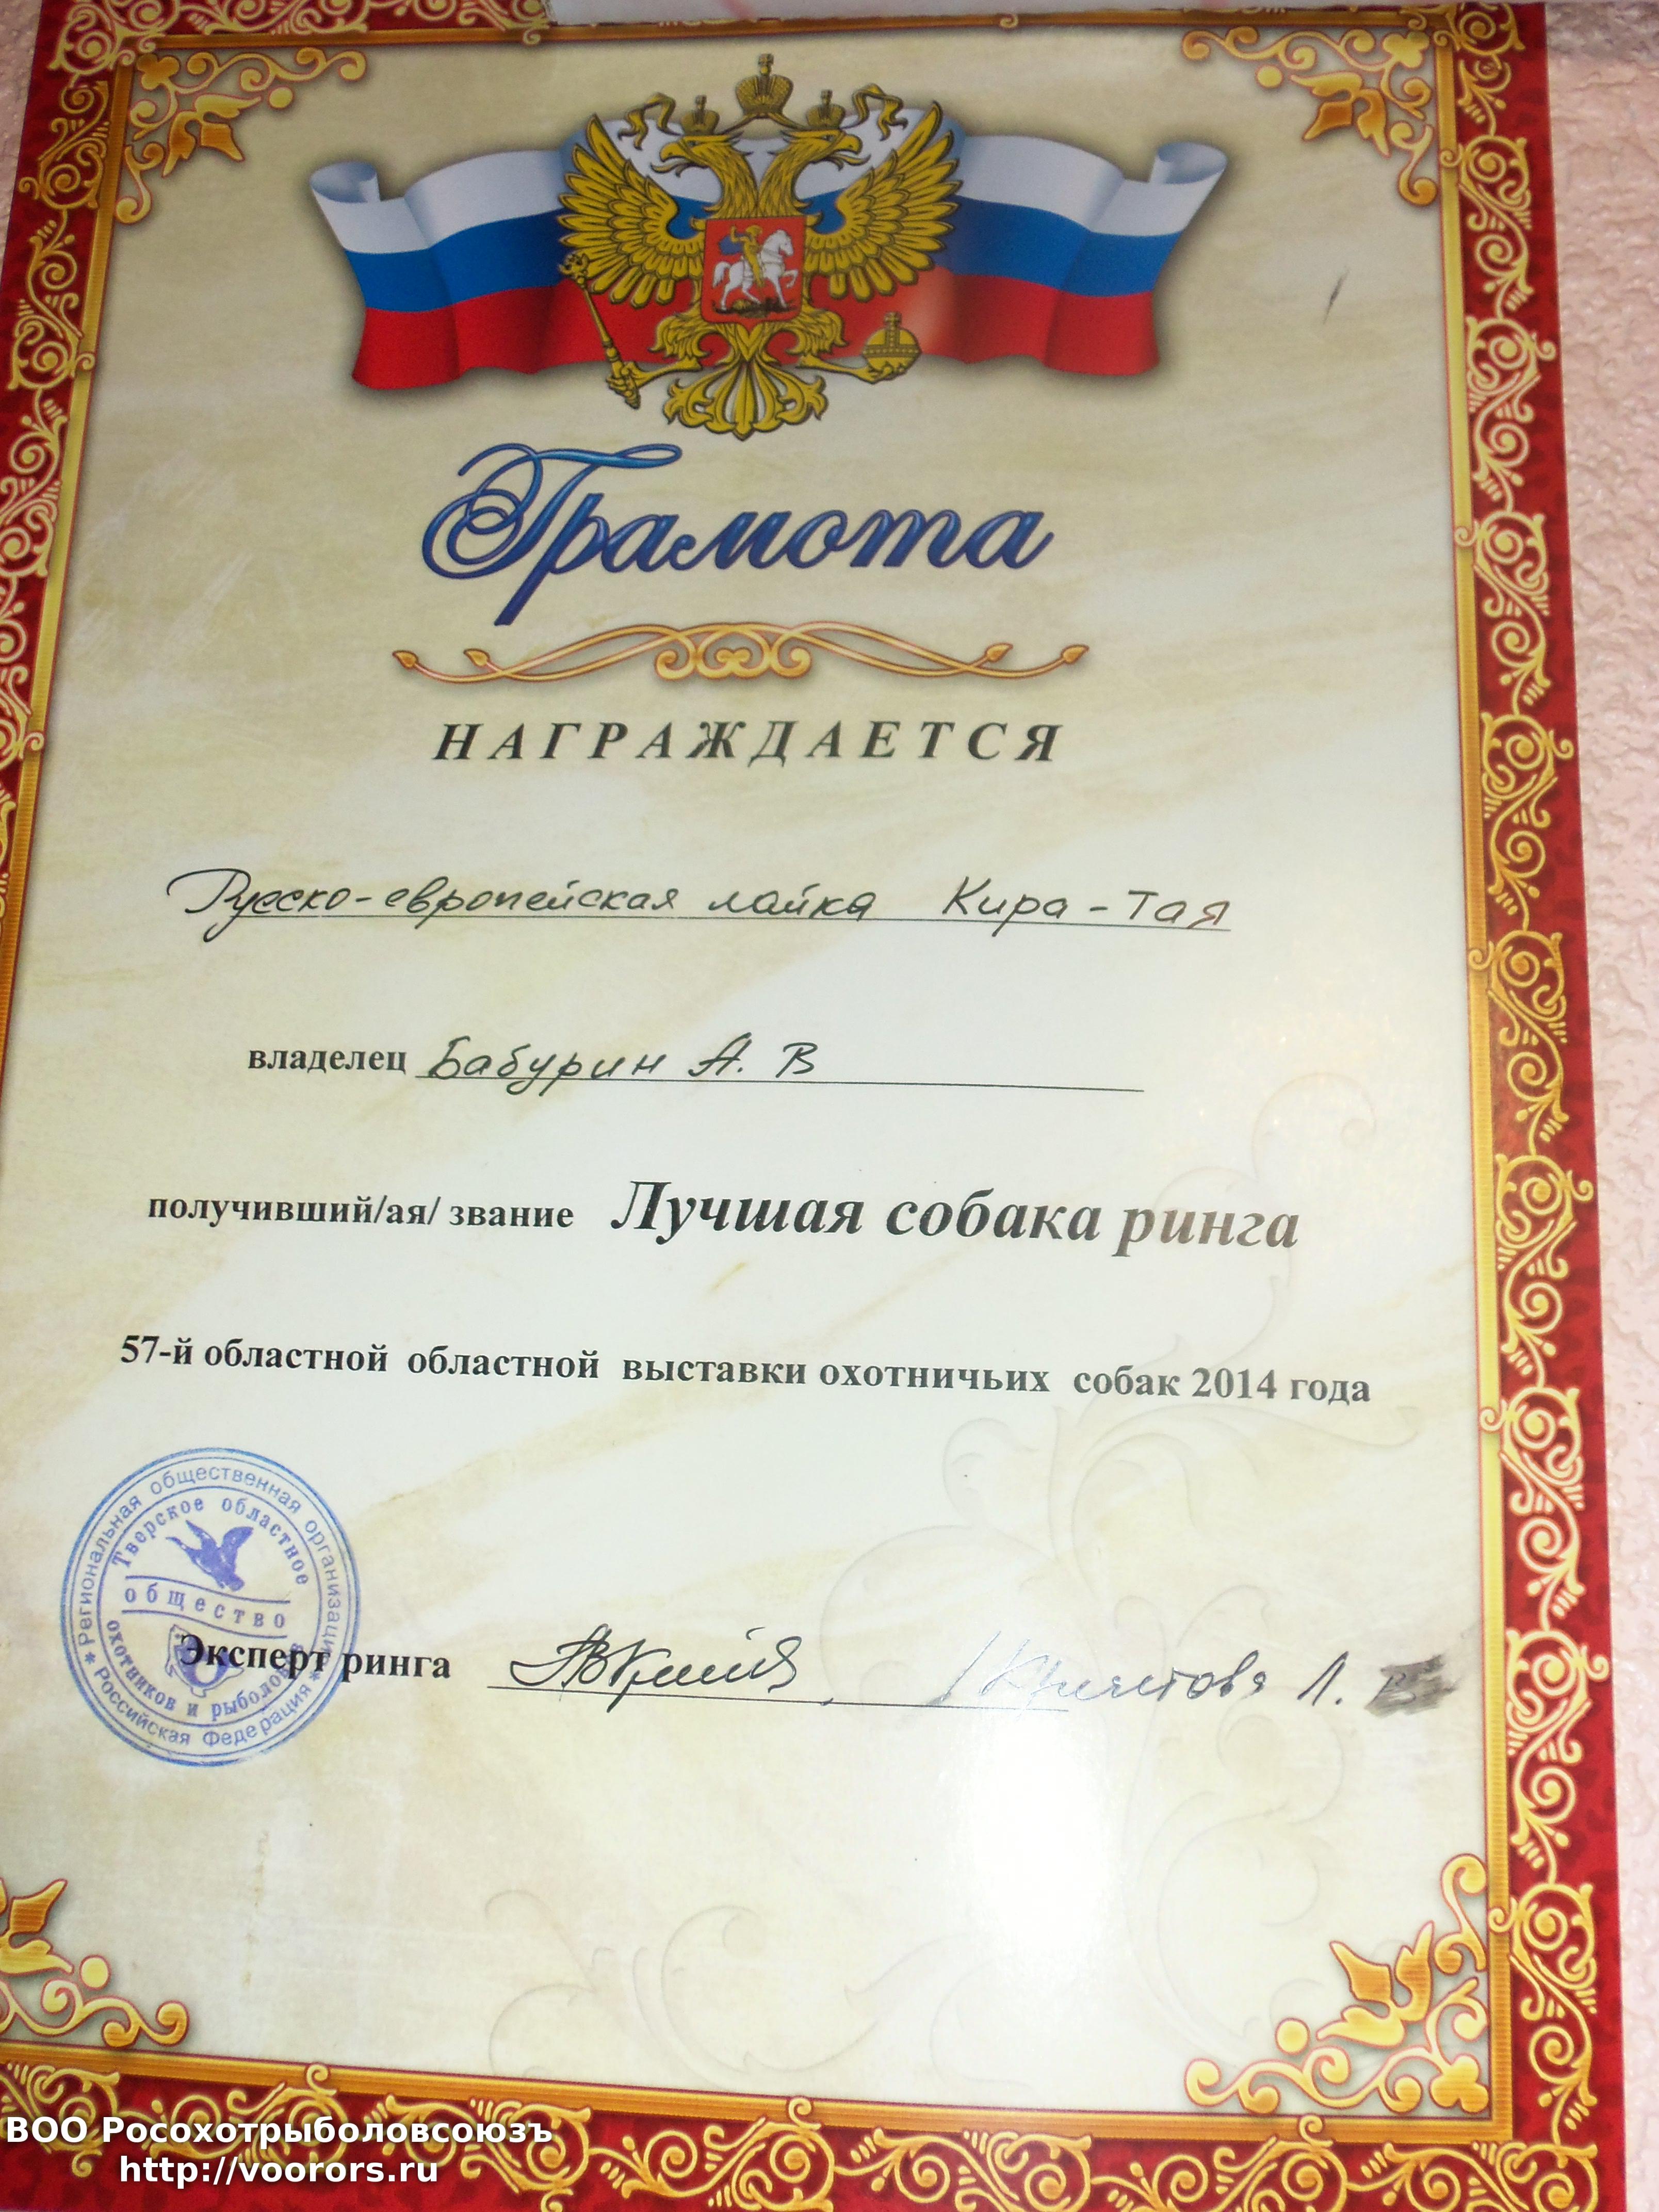 Грамота
НАГРАЖДАЕТСЯ
Русско-европейская лайка Кира-Тая
владелец Бабурин А. В
получивший/ая/ звание Лучшая собака ринга
57-й областной областной выставки охотничьих собак 2014 года
* Региональная общественная организация * Российская Федерация
Тверское областное
общество
охотников и рыболовов
Эксперт ринга Л.
ВОО Росохотрыболовсоюзъ
http://voorors.ru